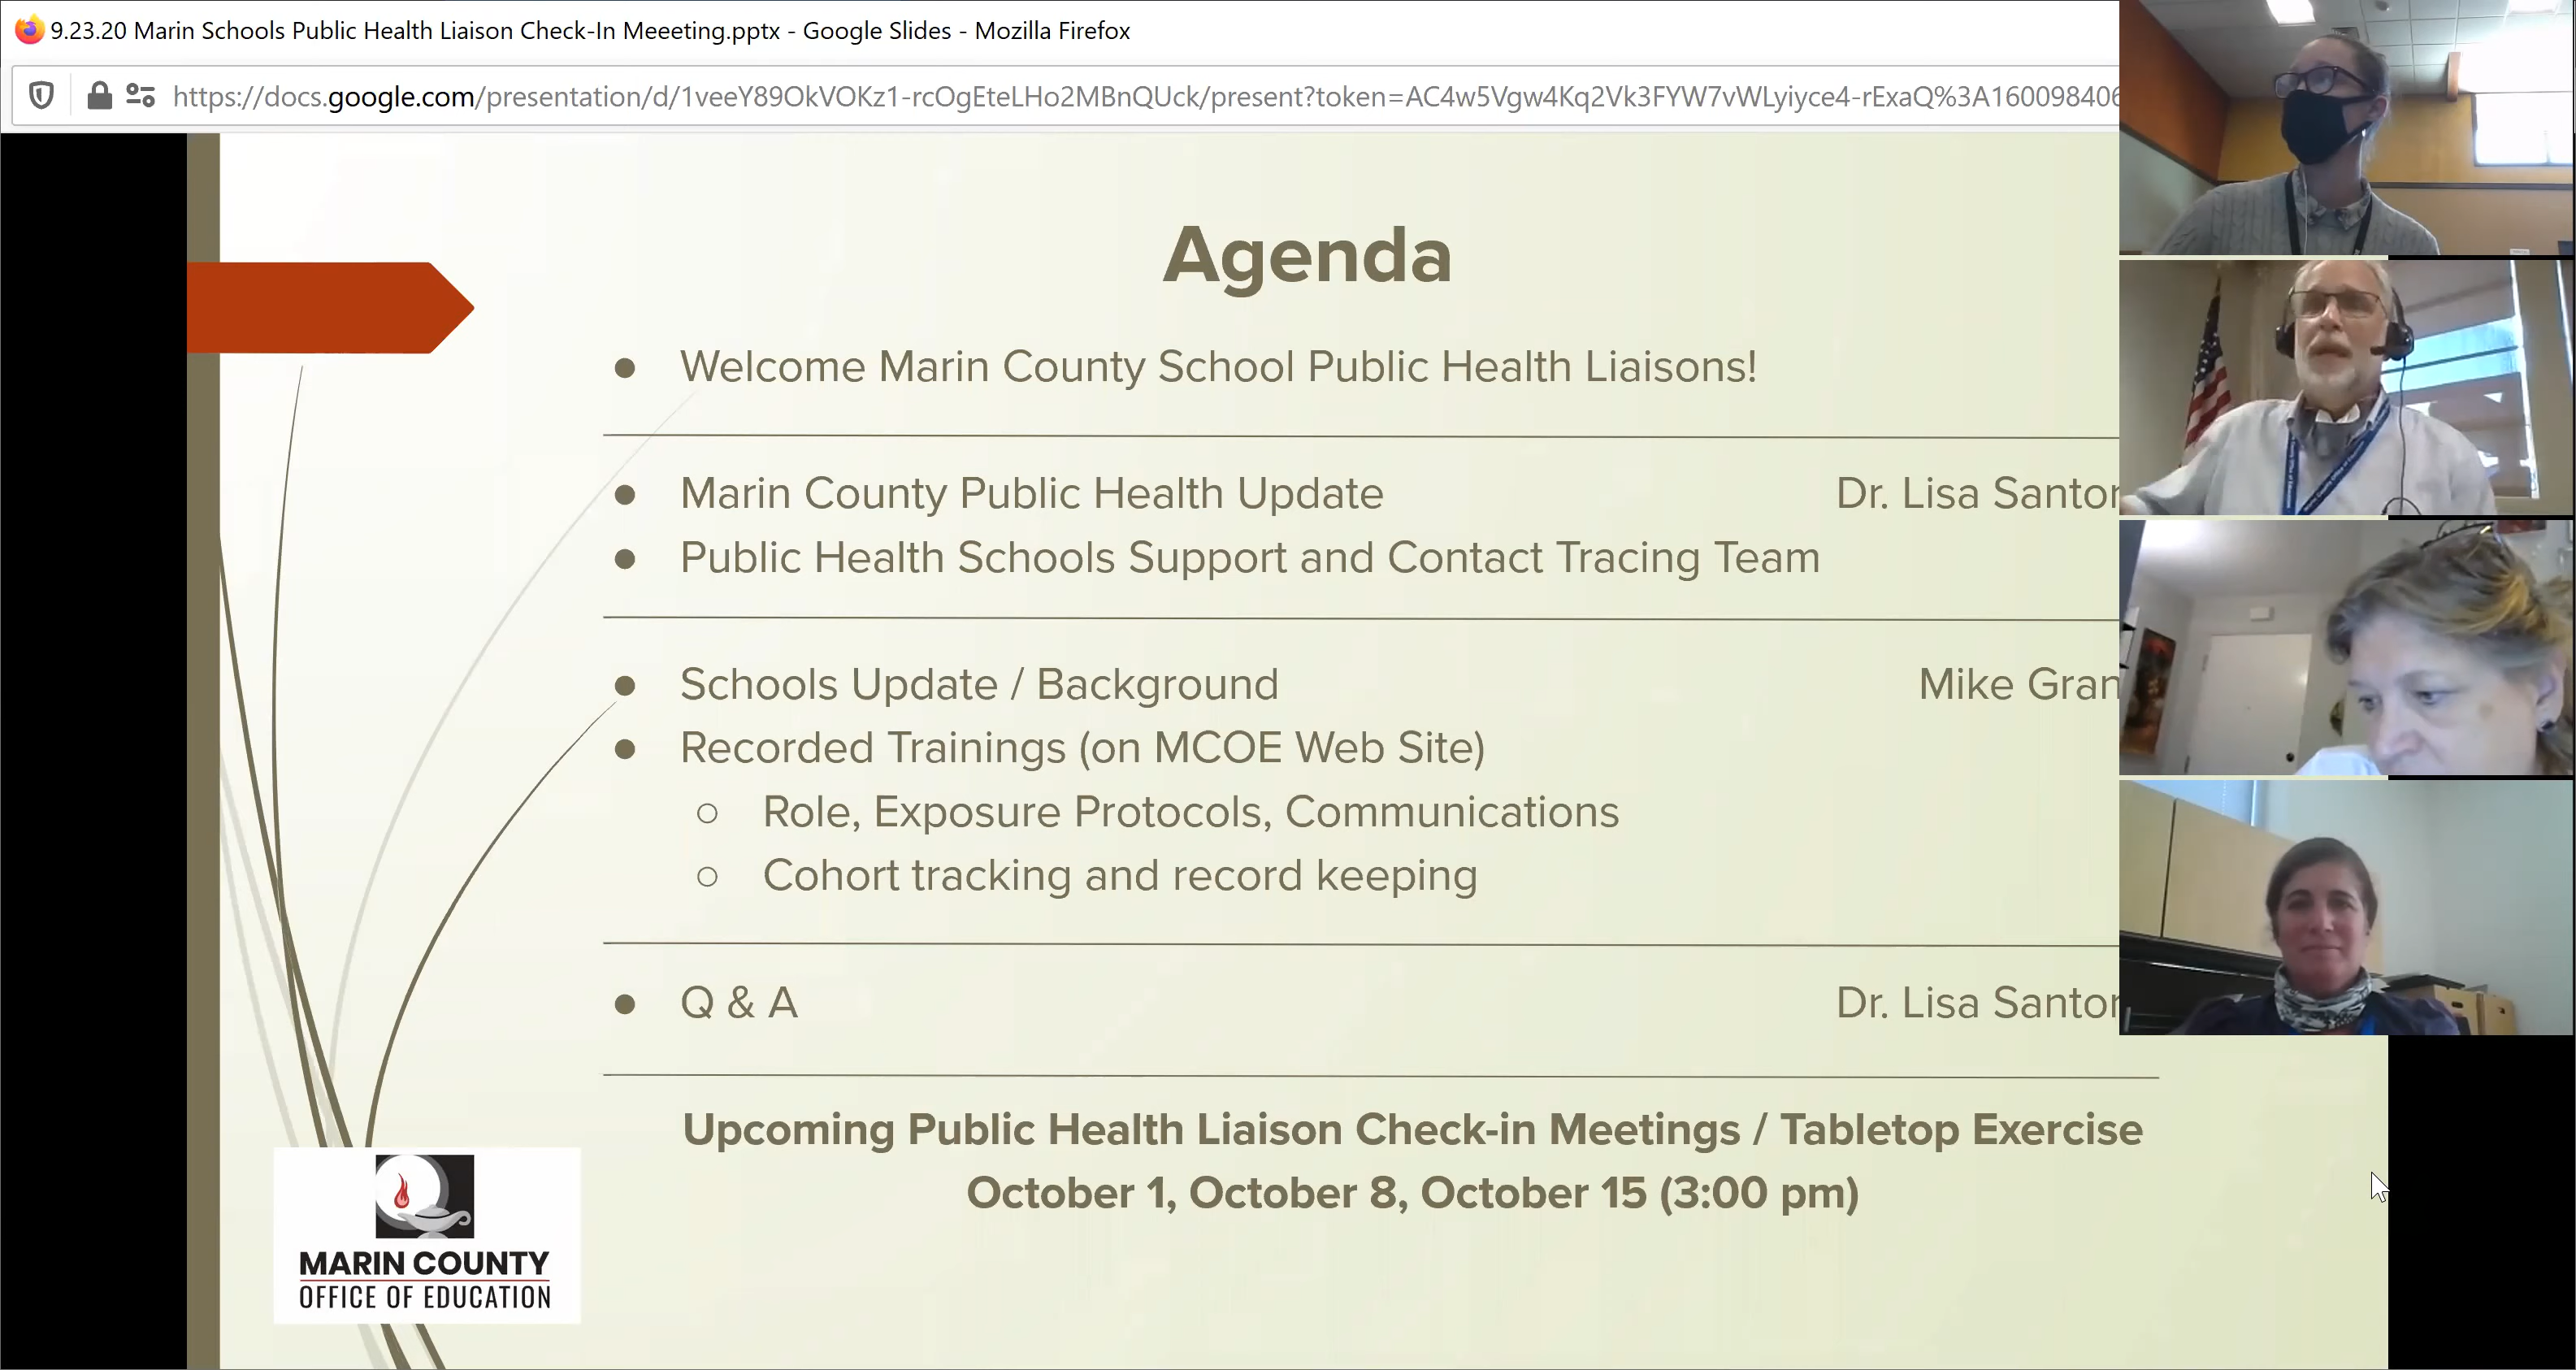 9.23.20 Marin Schools Public Health Liaison Check-In Meeeting.pptx - Google Slides - Mozilla Firefox
https://docs.google.com/presentation/d/1veeY89OkVOKz1-rcOgEteLHo2MBnQUck/present?token=AC4w5Vgw4Kq2Vk3FYW7vWLyiyce4-rExaQ%3A160098406
Agenda
● Welcome Marin County School Public Health Liaisons!
● Marin County Public Health Update Dr. Lisa Santor
● Public Health Schools Support and Contact Tracing Team
● Schools Update / Background Mike Gran
● Recorded Trainings (on MCOE Web Site)
○ Role, Exposure Protocols, Communications
○ Cohort tracking and record keeping
● Q & A Dr. Lisa Santor
Upcoming Public Health Liaison Check-in Meetings / Tabletop Exercise
October 1, October 8, October 15 (3:00 pm)
MARIN COUNTY
OFFICE OF EDUCATION